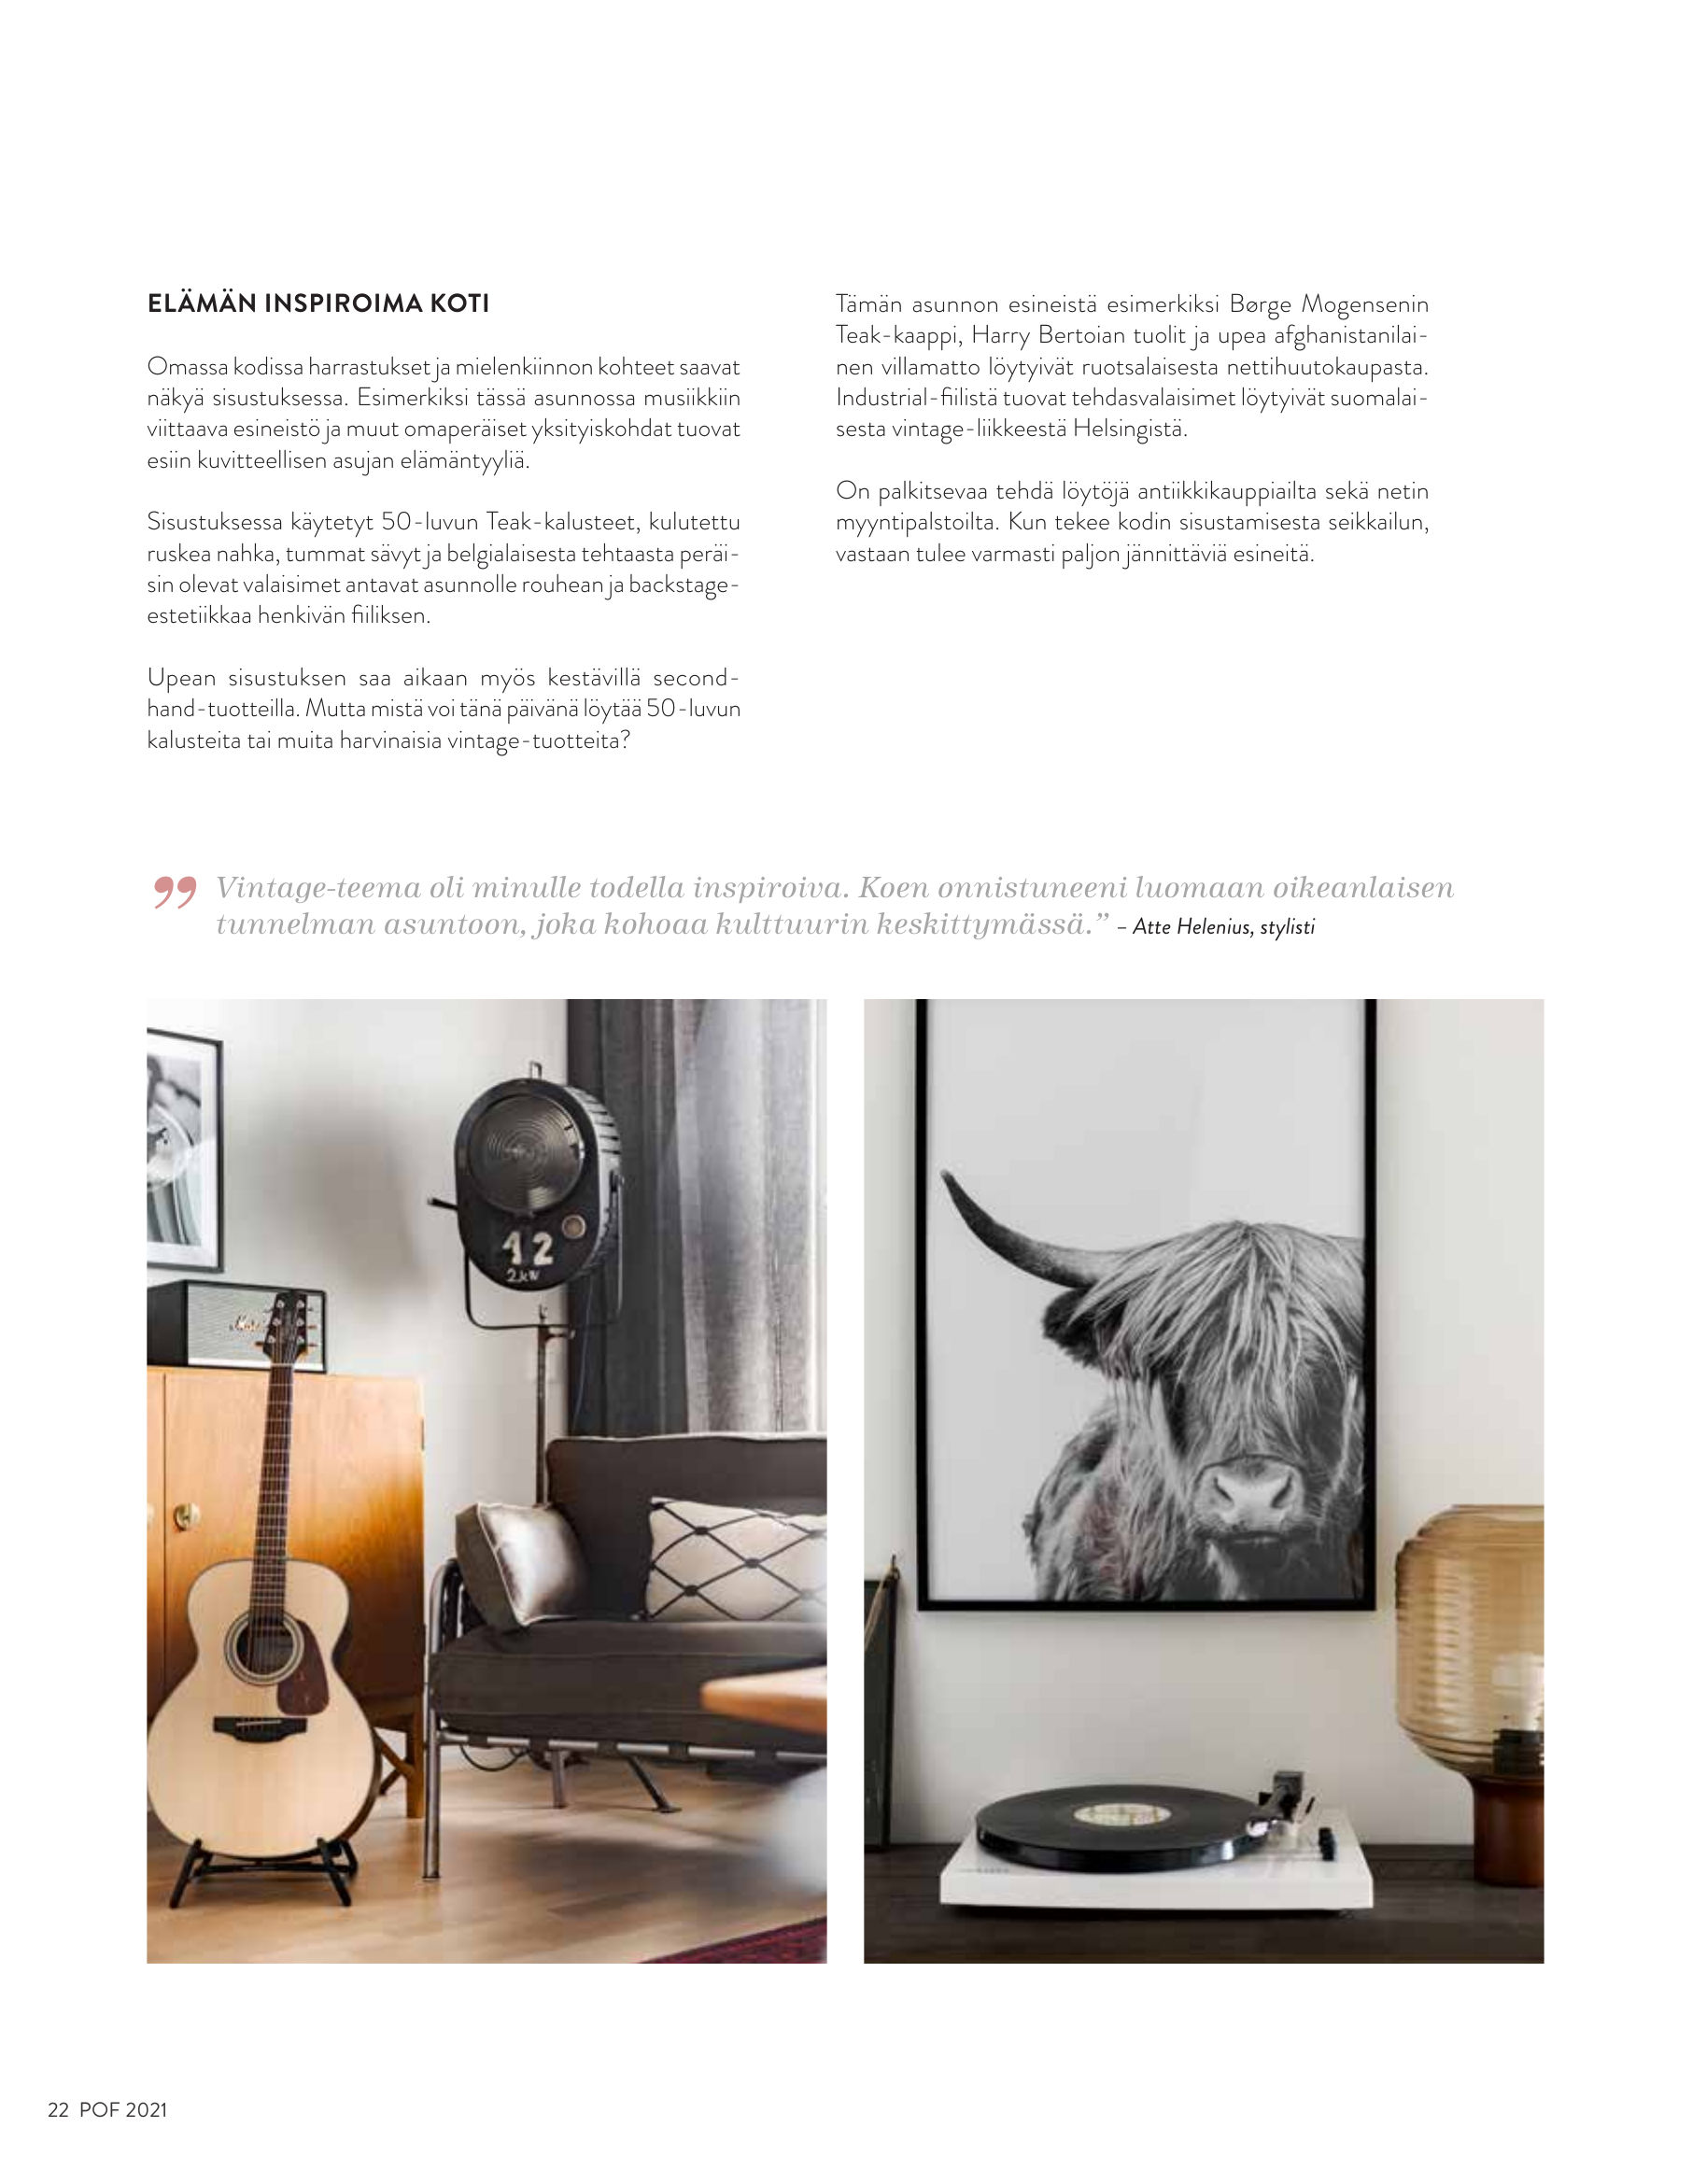 ELÄMÄN INSPIROIMA KOTI
Omassa kodissa harrastukset ja mielenkiinnon kohteet saavat
näkyä sisustuksessa. Esimerkiksi tässä asunnossa musiikkiin
viittaava esineistö ja muut omaperäiset yksityiskohdat tuovat
esiin kuvitteellisen asujan elämäntyyliä.
Sisustuksessa käytetyt 50-luvun Teak-kalusteet, kulutettu
ruskea nahka, tummat sävyt ja belgialaisesta tehtaasta peräi-
sin olevat valaisimet antavat asunnolle rouhean ja backstage-
estetiikkaa henkivän fiiliksen.
Upean sisustuksen saa aikaan myös kestävillä second-
hand-tuotteilla. Mutta mistä voi tänä päivänä löytää 50-luvun
kalusteita tai muita harvinaisia vintage-tuotteita?
Tämän asunnon esineistä esimerkiksi Børge Mogensenin
Teak-kaappi, Harry Bertoian tuolit ja upea afghanistanilai-
nen villamatto löytyivät ruotsalaisesta nettihuutokaupasta.
Industrial-fiilistä tuovat tehdasvalaisimet löytyivät suomalai-
sesta vintage-liikkeestä Helsingistä.
On palkitsevaa tehdä löytöjä antiikkikauppiailta sekä netin
myyntipalstoilta. Kun tekee kodin sisustamisesta seikkailun,
vastaan tulee varmasti paljon jännittäviä esineitä.
” Vintage-teema oli minulle todella inspiroiva. Koen onnistuneeni luomaan oikeanlaisen
tunnelman asuntoon, joka kohoaa kulttuurin keskittymässä.” – Atte Helenius, stylisti
12
2kW
22 POF 2021